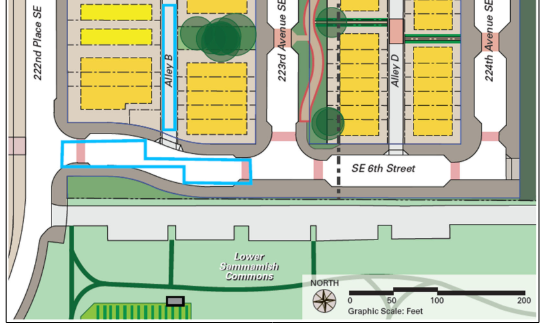 222nd Place SE
Alley B
223rd Avenue SE
Alley D
224th Avenue SE
SE 6th Street
Lower
Sammamish
Commons
NORTH
0 50 100 200
Graphic Scale: Feet